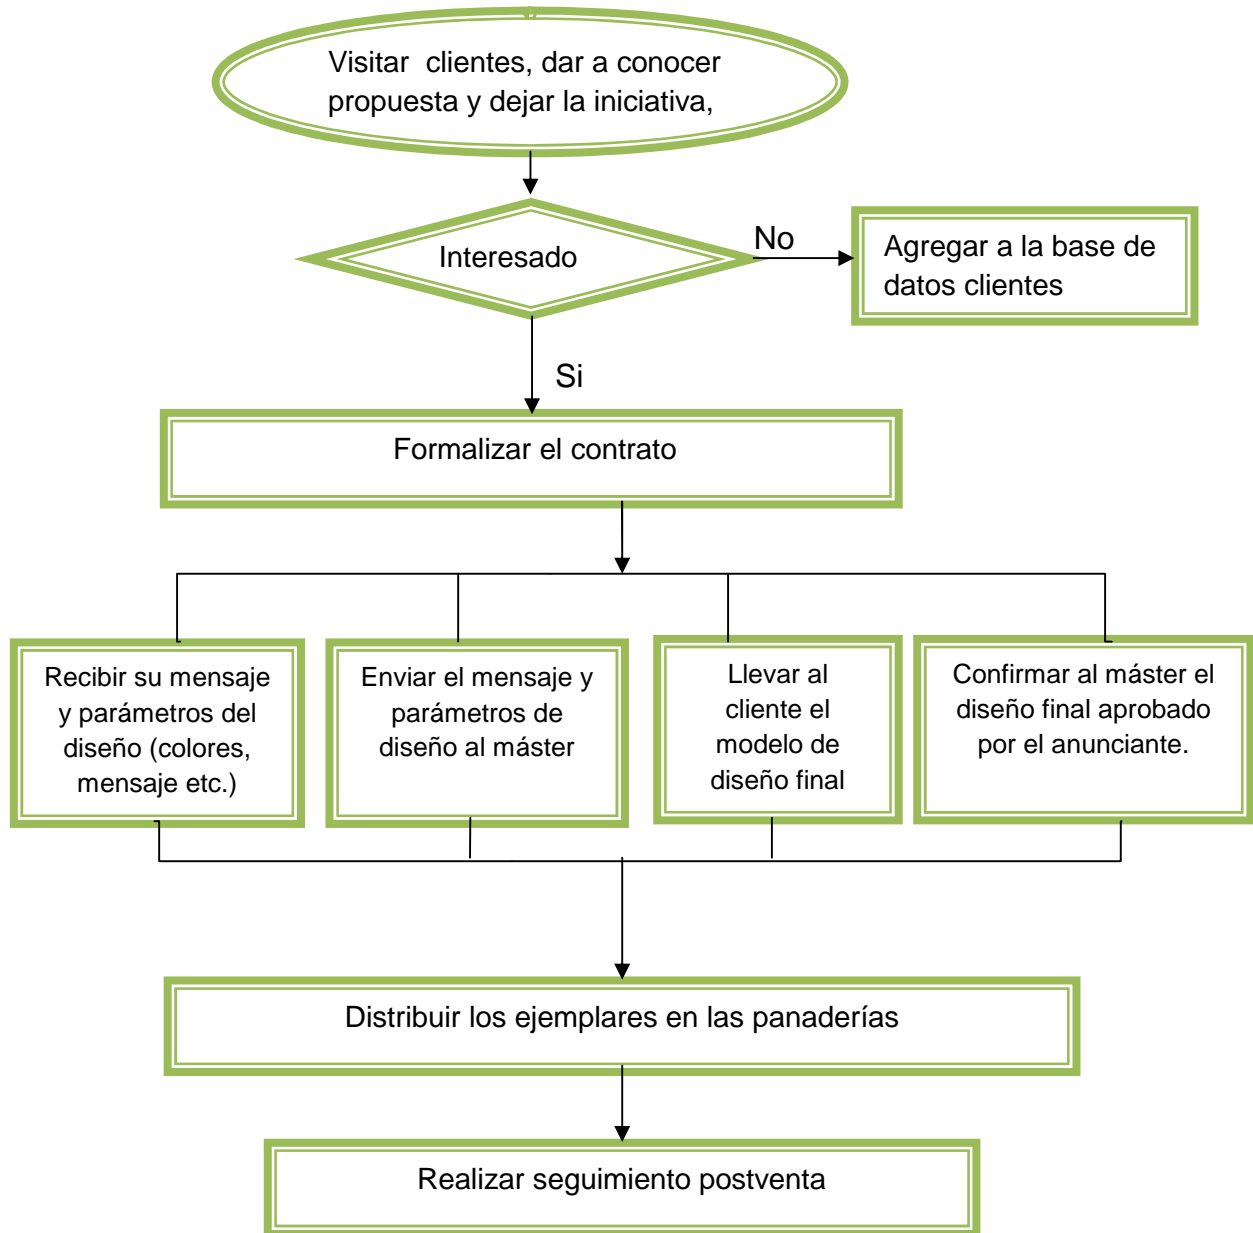 Visitar clientes, dar a conocer
propuesta y dejar la iniciativa,
Interesado
No
Agregar a la base de
datos clientes
Si
Formalizar el contrato
Recibir su mensaje
y parámetros del
diseño (colores,
mensaje etc.)
Enviar el mensaje y
parámetros de
diseño al máster
Llevar al
cliente el
modelo de
diseño final
Confirmar al máster el
diseño final aprobado
por el anunciante.
Distribuir los ejemplares en las panaderías
Realizar seguimiento postventa